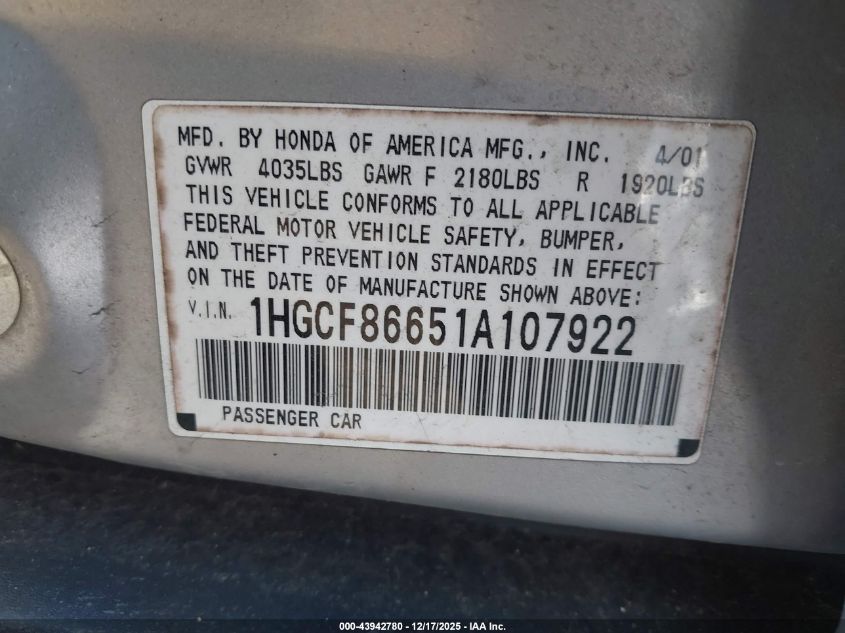 MFD. BY HONDA OF AMERICA MFG., INC. 4/01
GVWR 4035LBS GAWR F 2180LBS R 1920LBS
THIS VEHICLE CONFORMS TO ALL APPLICABLE
FEDERAL MOTOR VEHICLE SAFETY, BUMPER,
AND THEFT PREVENTION STANDARDS IN EFFECT
ON THE DATE OF MANUFACTURE SHOWN ABOVE:
V.I.N. 1HGCF86651A107922
PASSENGER CAR
000-43942780 - 12/17/2025 - IAA Inc.